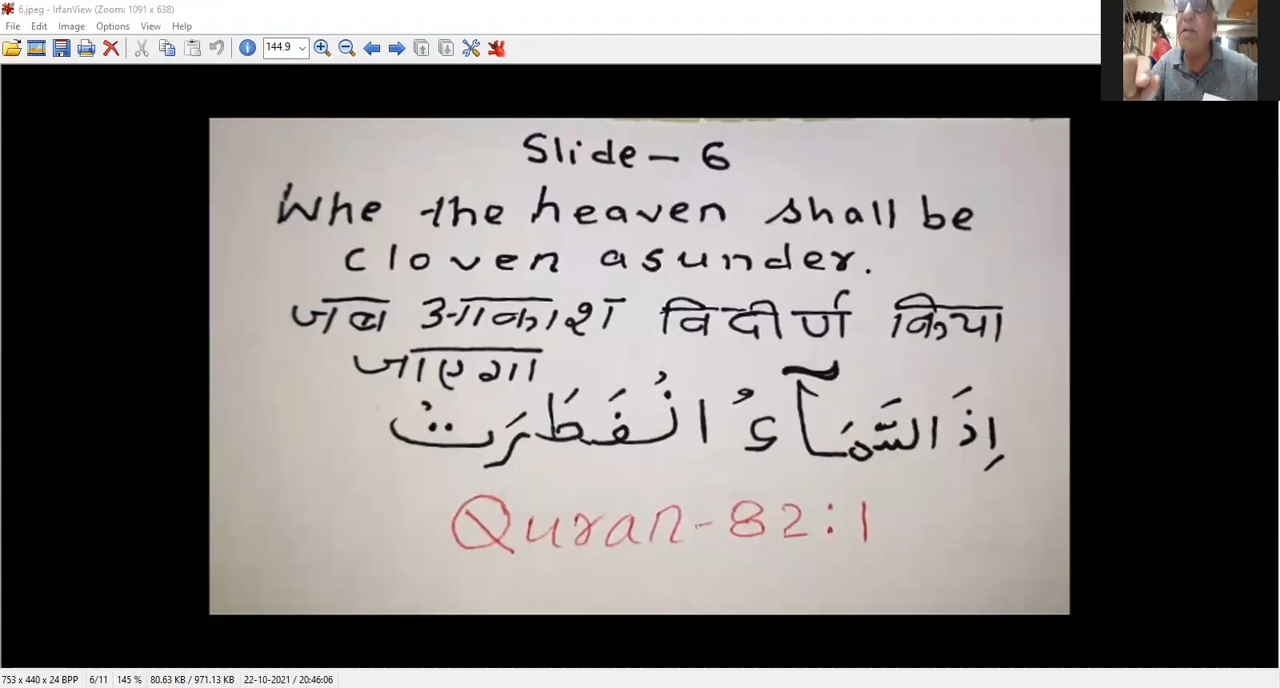 6.jpeg - IrfanView (Zoom: 1091 x 638)
File Edit Image Options View Help
144.9
Slide - 6
Whe the heaven shall be
cloven asunder.
जब आकाश विदीर्ण किया
जाएगा
اِذَ السَّمَآءُ انْفَطَرَتْ
Quran - 82:1
753 x 440 x 24 BPP 6/11 145 % 80.63 KB / 971.13 KB 22-10-2021 / 20:46:06